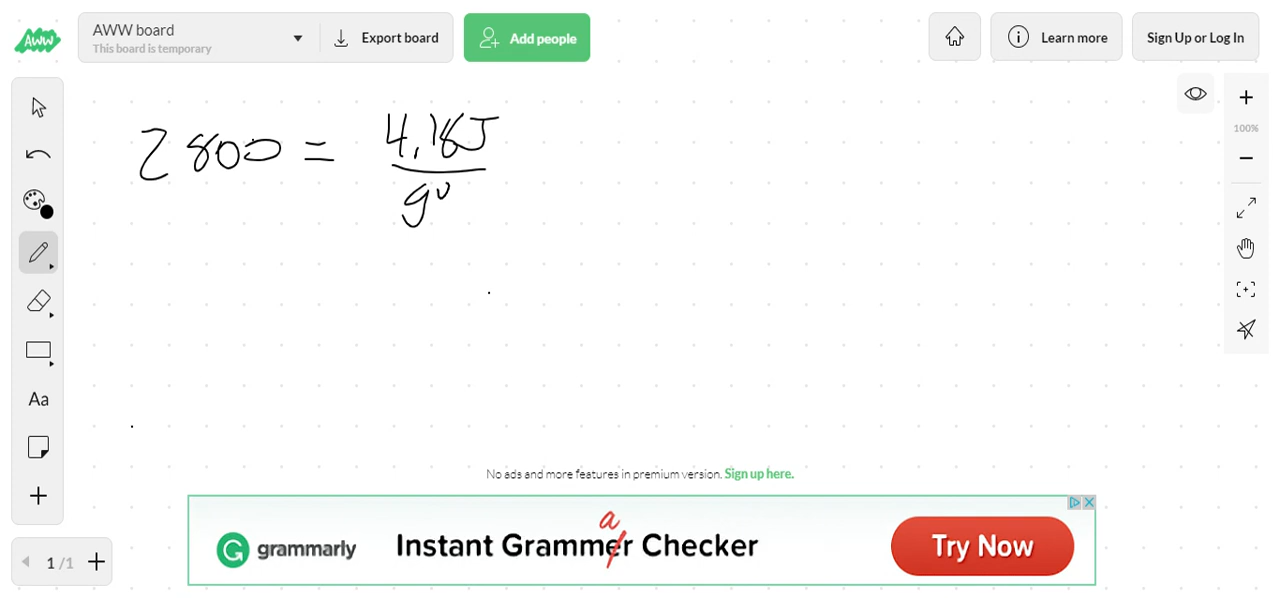 AWW
AWW board
This board is temporary
Export board
Add people
Learn more
Sign Up or Log In
100%
2800 = 4.18J
g°
Aa
No ads and more features in premium version. Sign up here.
G grammarly
Instant Grammer Checker
a
Try Now
1 /1